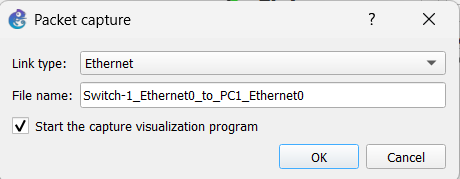 Packet capture
?
Link type:
Ethernet
File name:
Switch-1_Ethernet0_to_PC1_Ethernet0
Start the capture visualization program
OK
Cancel